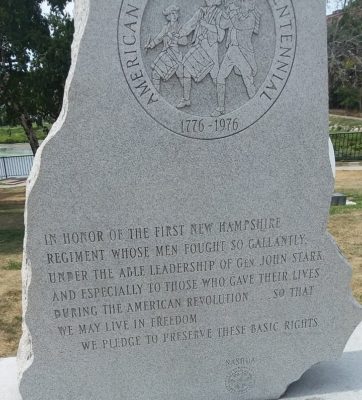 AMERICAN
CENTENNIAL
1776 - 1976
IN HONOR OF THE FIRST NEW HAMPSHIRE
REGIMENT WHOSE MEN FOUGHT SO GALLANTLY,
UNDER THE ABLE LEADERSHIP OF GEN. JOHN STARK
AND ESPECIALLY TO THOSE WHO GAVE THEIR LIVES
DURING THE AMERICAN REVOLUTION . . . SO THAT
WE MAY LIVE IN FREEDOM
WE PLEDGE TO PRESERVE THESE BASIC RIGHTS
NASHUA